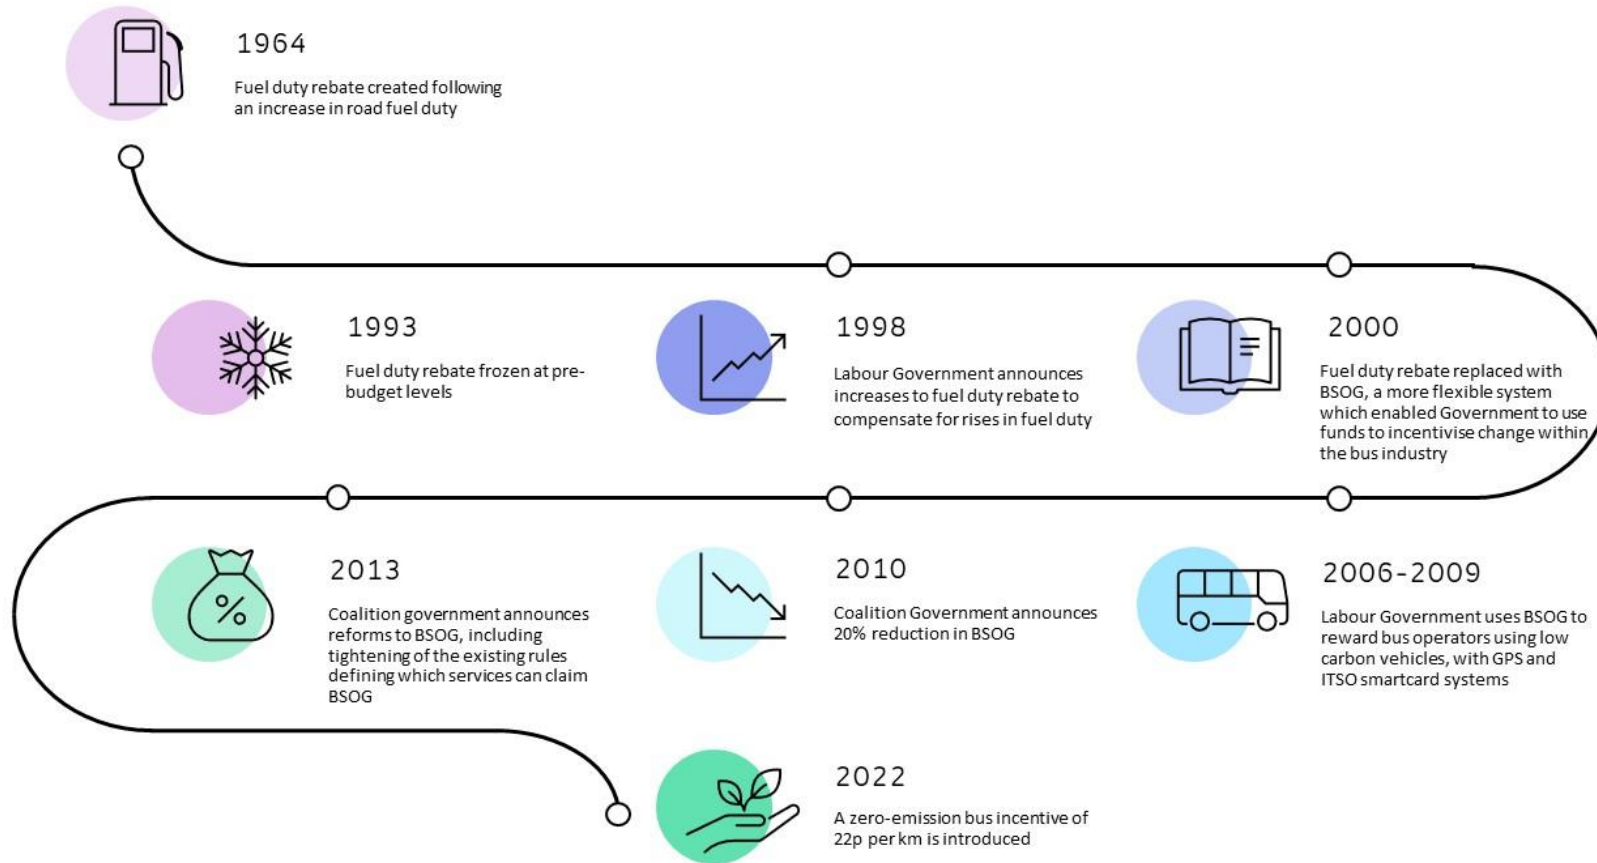 1964
Fuel duty rebate created following
an increase in road fuel duty
1993
Fuel duty rebate frozen at pre-
budget levels
1998
Labour Government announces
increases to fuel duty rebate to
compensate for rises in fuel duty
2000
Fuel duty rebate replaced with
BSOG, a more flexible system
which enabled Government to use
funds to incentivise change within
the bus industry
2013
Coalition government announces
reforms to BSOG, including
tightening of the existing rules
defining which services can claim
BSOG
2010
Coalition Government announces
20% reduction in BSOG
2006-2009
Labour Government uses BSOG to
reward bus operators using low
carbon vehicles, with GPS and
ITSO smartcard systems
2022
A zero-emission bus incentive of
22p per km is introduced